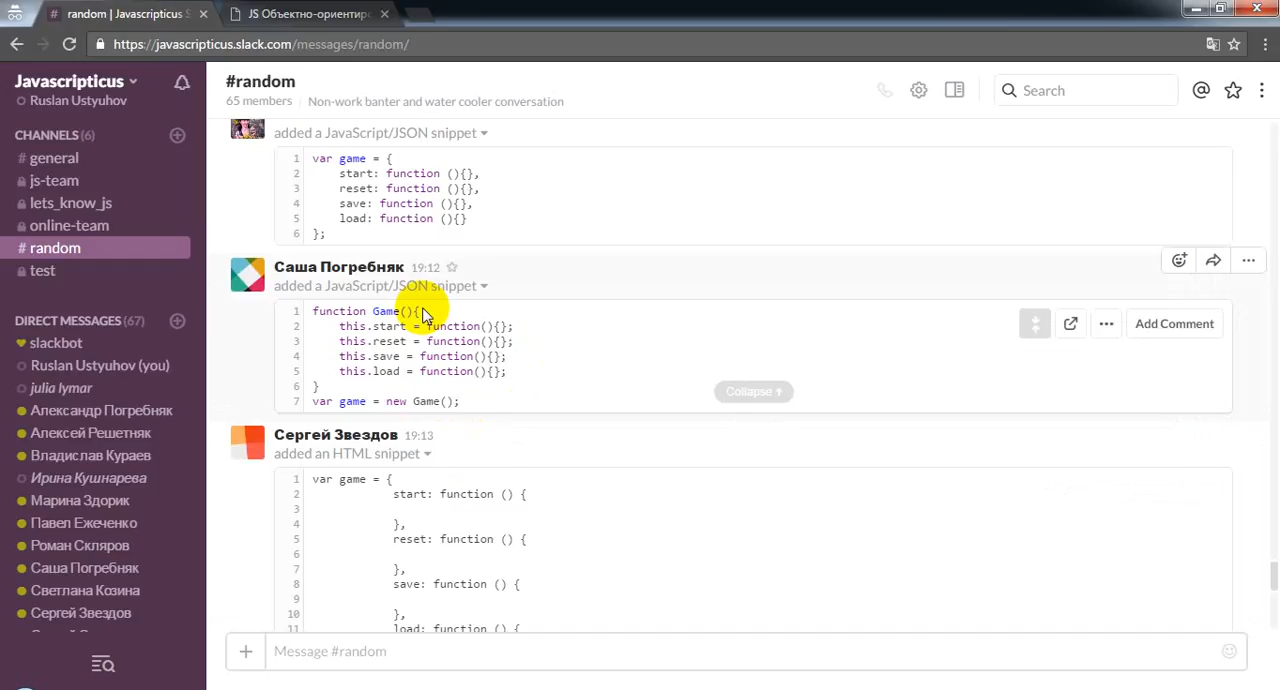 # random | Javascripticus S
JS Объектно-ориентиро
https://javascripticus.slack.com/messages/random/
Javascripticus
Ruslan Ustyuhov
CHANNELS (6)
# general
js-team
lets_know_js
online-team
# random
test
DIRECT MESSAGES (67)
slackbot
Ruslan Ustyuhov (you)
julia lymar
Александр Погребняк
Алексей Решетняк
Владислав Кураев
Ирина Кушнарева
Марина Здорик
Павел Ежеченко
Роман Скляров
Саша Погребняк
Светлана Козина
Сергей Звездов
#random
65 members
Non-work banter and water cooler conversation
Search
added a JavaScript/JSON snippet
1 var game = {
2 start: function (){},
3 reset: function (){},
4 save: function (){},
5 load: function (){}
6 };
Саша Погребняк 19:12
added a JavaScript/JSON snippet
1 function Game(){
2 this.start = function(){};
3 this.reset = function(){};
4 this.save = function(){};
5 this.load = function(){};
6 }
7 var game = new Game();
Add Comment
Collapse
Сергей Звездов 19:13
added an HTML snippet
1 var game = {
2 start: function () {
3
4 },
5 reset: function () {
6
7 },
8 save: function () {
9
10 },
11 load: function () {
Message #random